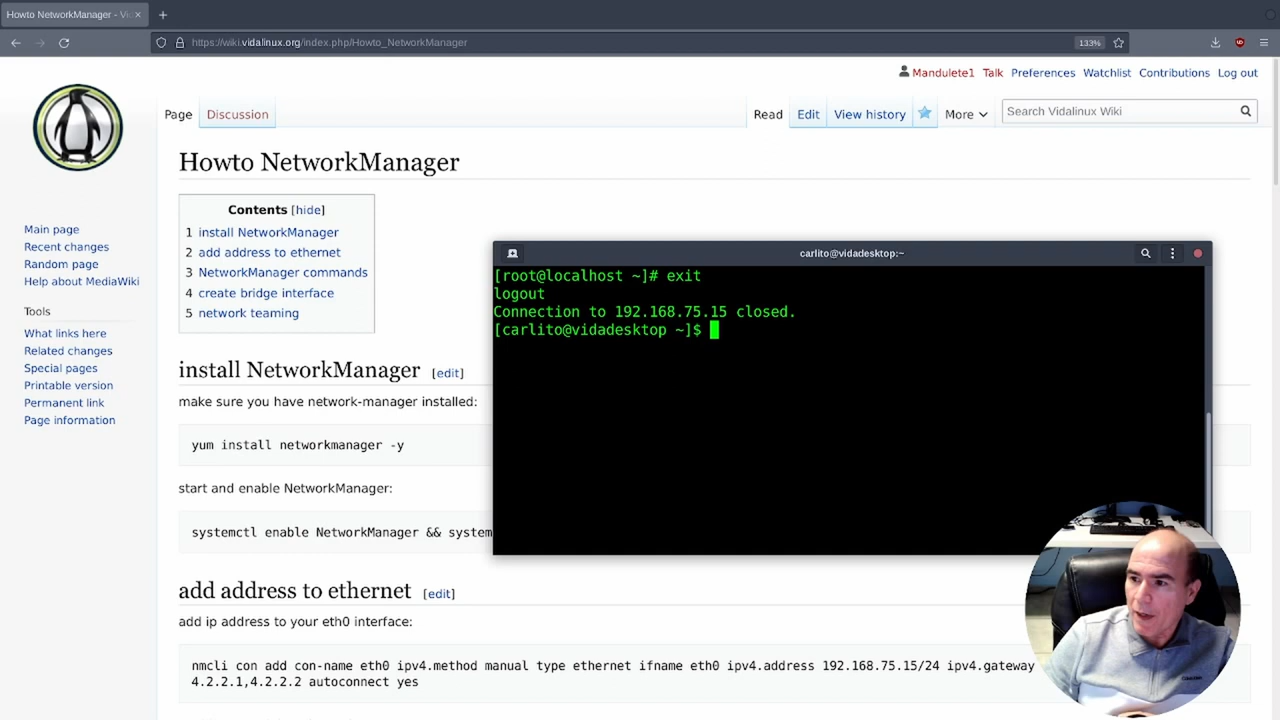 Howto NetworkManager - Vi
https://wiki.vidalinux.org/index.php/Howto_NetworkManager
133%
Mandulete1 Talk Preferences Watchlist Contributions Log out
Page Discussion Read Edit View history More Search Vidalinux Wiki
Howto NetworkManager
Contents [hide]
1 install NetworkManager
2 add address to ethernet
3 NetworkManager commands
4 create bridge interface
5 network teaming
Main page
Recent changes
Random page
Help about MediaWiki
Tools
What links here
Related changes
Special pages
Printable version
Permanent link
Page information
carlito@vidadesktop:~
[root@localhost ~]# exit
logout
Connection to 192.168.75.15 closed.
[carlito@vidadesktop ~]$
install NetworkManager [edit]
make sure you have network-manager installed:
yum install networkmanager -y
start and enable NetworkManager:
systemctl enable NetworkManager && system
add address to ethernet [edit]
add ip address to your eth0 interface:
nmcli con add con-name eth0 ipv4.method manual type ethernet ifname eth0 ipv4.address 192.168.75.15/24 ipv4.gateway
4.2.2.1,4.2.2.2 autoconnect yes